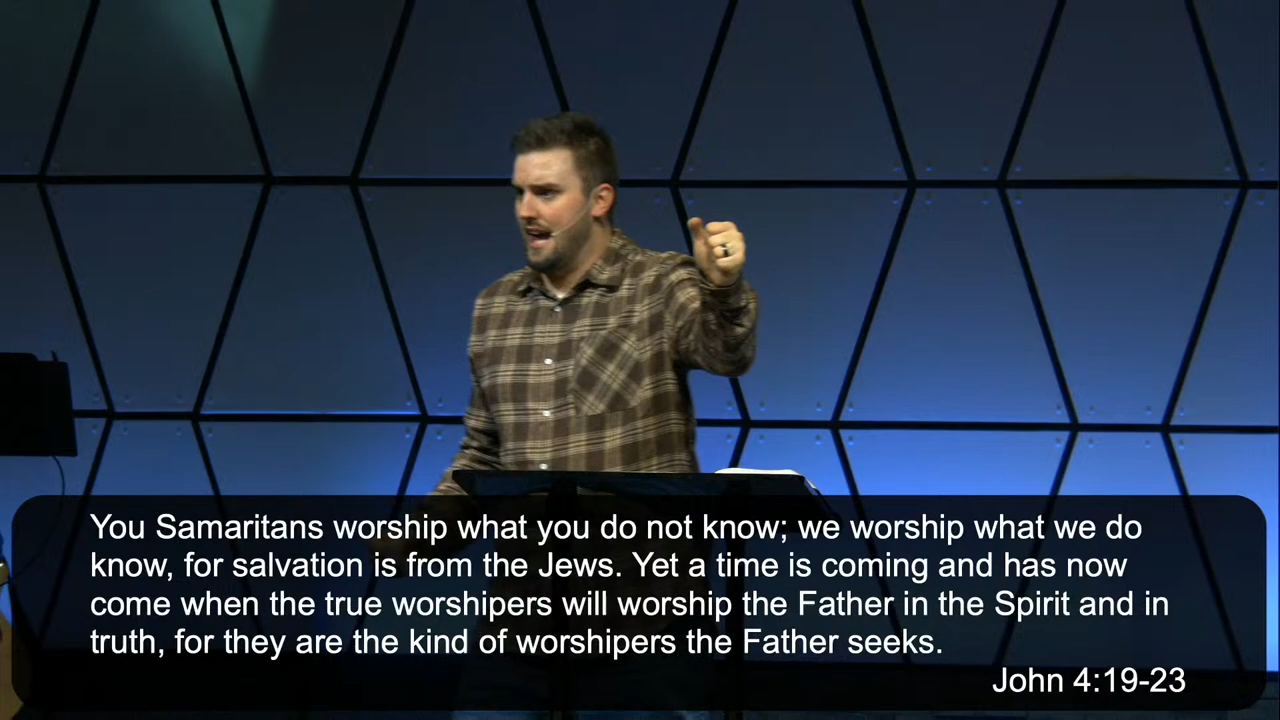 You Samaritans worship what you do not know; we worship what we do
know, for salvation is from the Jews. Yet a time is coming and has now
come when the true worshipers will worship the Father in the Spirit and in
truth, for they are the kind of worshipers the Father seeks.
John 4:19-23